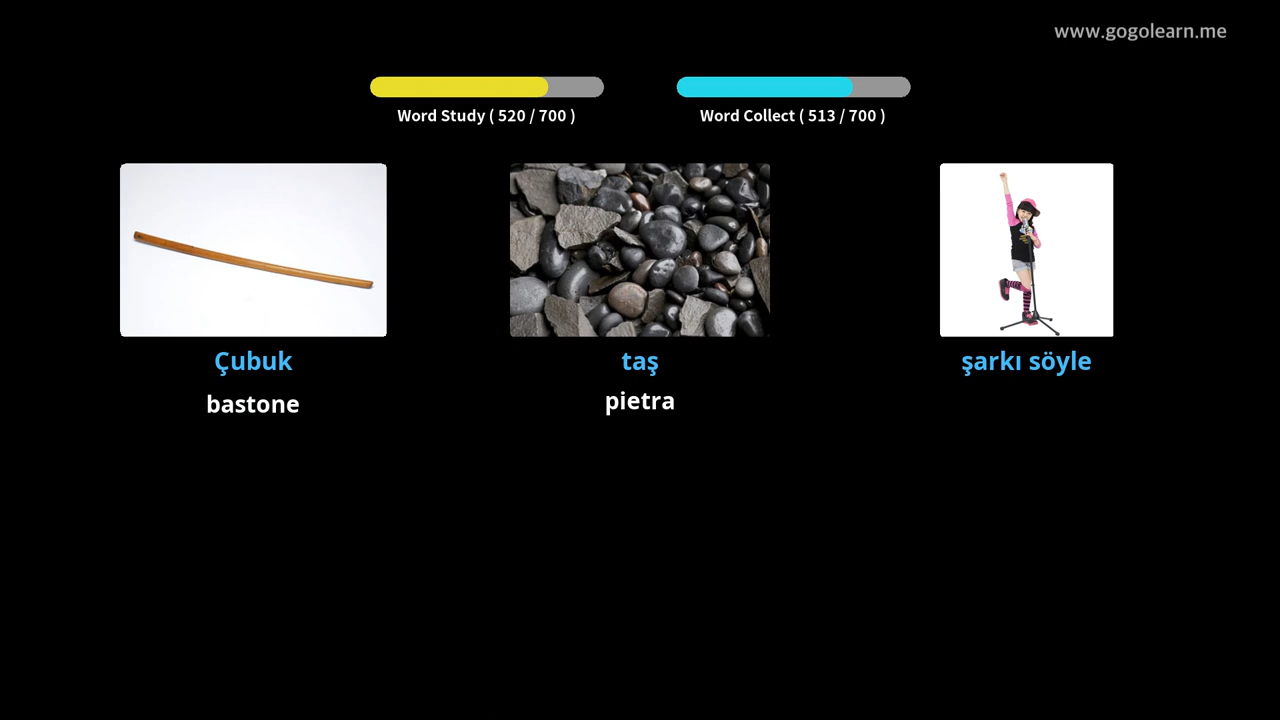 www.gogolearn.me
Word Study ( 520 / 700 )
Word Collect ( 513 / 700 )
Çubuk
taş
şarkı söyle
bastone
pietra